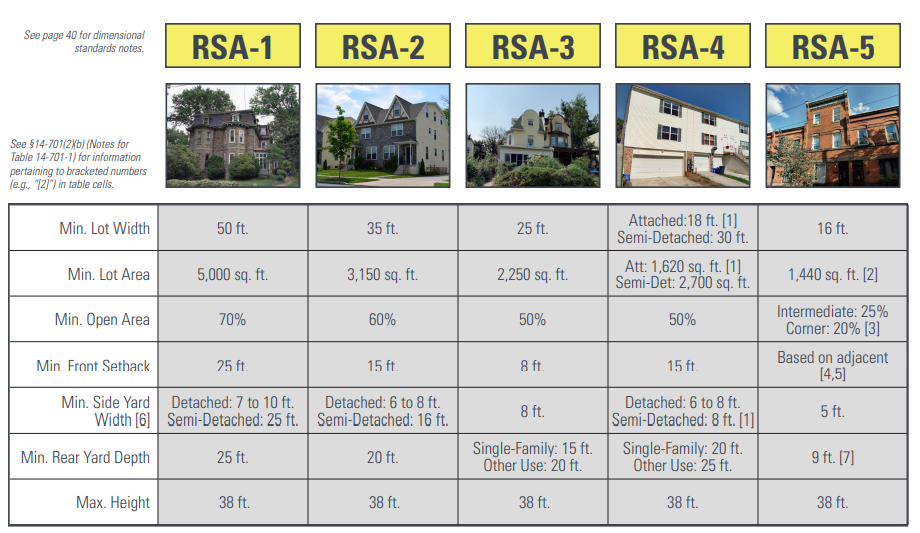 See page 40 for dimensional
standards notes.
RSA-1
RSA-2
RSA-3
RSA-4
RSA-5
See §14-701(2)(b) (Notes for
Table 14-701-1) for information
pertaining to bracketed numbers
(e.g., “[2]”) in table cells.
Min. Lot Width
50 ft.
35 ft.
25 ft.
Attached:18 ft. [1]
Semi-Detached: 30 ft.
16 ft.
Min. Lot Area
5,000 sq. ft.
3,150 sq. ft.
2,250 sq. ft.
Att: 1,620 sq. ft. [1]
Semi-Det: 2,700 sq. ft.
1,440 sq. ft. [2]
Min. Open Area
70%
60%
50%
50%
Intermediate: 25%
Corner: 20% [3]
Min. Front Setback
25 ft.
15 ft.
8 ft.
15 ft.
Based on adjacent
[4,5]
Min. Side Yard
Width [6]
Detached: 7 to 10 ft.
Semi-Detached: 25 ft.
Detached: 6 to 8 ft.
Semi-Detached: 16 ft.
8 ft.
Detached: 6 to 8 ft.
Semi-Detached: 8 ft. [1]
5 ft.
Min. Rear Yard Depth
25 ft.
20 ft.
Single-Family: 15 ft.
Other Use: 20 ft.
Single-Family: 20 ft.
Other Use: 25 ft.
9 ft. [7]
Max. Height
38 ft.
38 ft.
38 ft.
38 ft.
38 ft.